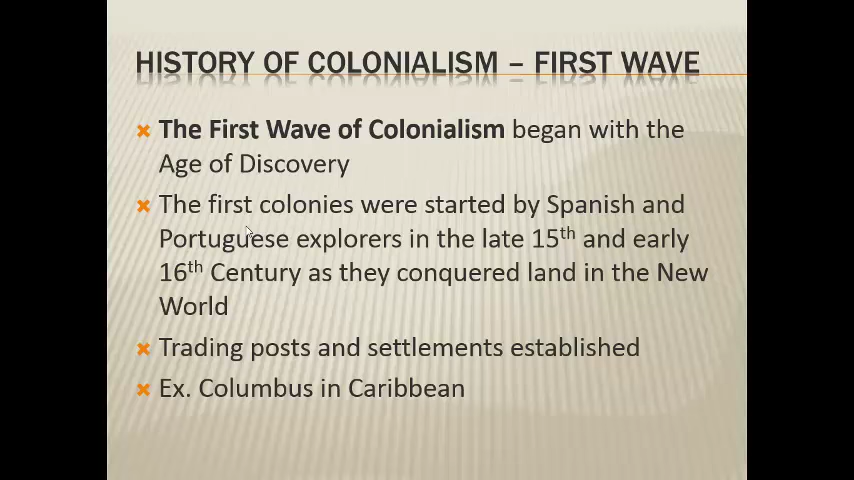 HISTORY OF COLONIALISM – FIRST WAVE
The First Wave of Colonialism began with the
Age of Discovery
The first colonies were started by Spanish and
Portuguese explorers in the late 15th and early
16th Century as they conquered land in the New
World
Trading posts and settlements established
Ex. Columbus in Caribbean